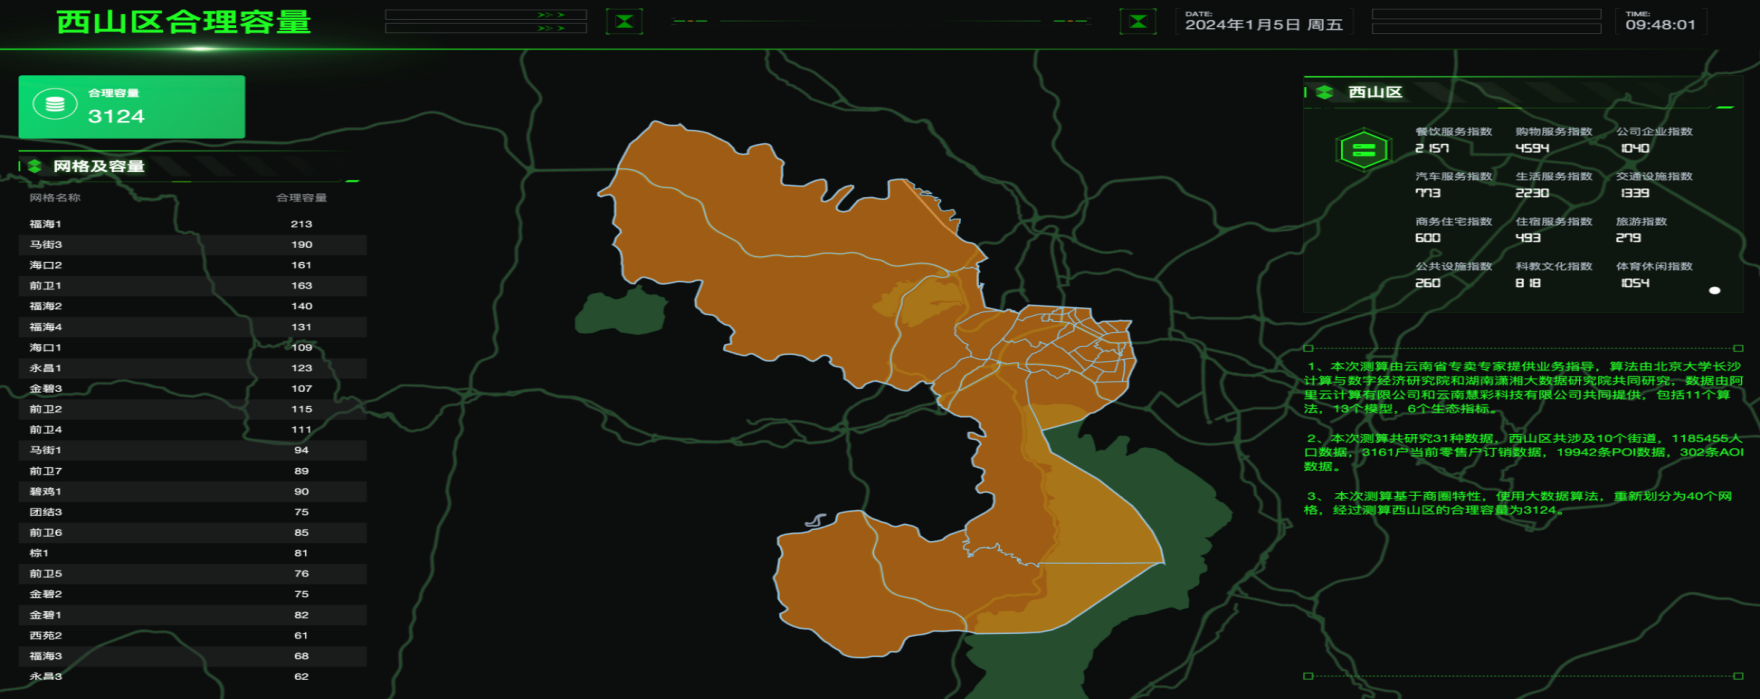 西山区合理容量
DATE:
2024年1月5日 周五
TIME:
09:48:01
合理容量
3124
网格及容量
网格名称 合理容量
福海1 213
马街3 190
海口2 161
前卫1 163
福海2 140
福海4 131
海口1 109
永昌1 123
金碧3 107
前卫2 115
前卫4 111
马街1 94
前卫7 89
碧鸡1 90
团结3 75
前卫6 85
棕1 81
前卫5 76
金碧2 75
金碧1 82
西苑2 61
福海3 68
永昌3 62
西山区
餐饮服务指数 购物服务指数 公司企业指数
2157 4594 1040
汽车服务指数 生活服务指数 交通设施指数
773 2230 1339
商务住宅指数 住宿服务指数 旅游指数
600 493 279
公共设施指数 科教文化指数 体育休闲指数
260 818 1054
1、本次测算由云南省专卖专家提供业务指导，算法由北京大学长沙
计算与数字经济研究院和湖南潇湘大数据研究院共同研究，数据由阿
里云计算有限公司和云南慧彩科技有限公司共同提供，包括11个算
法，13个模型，6个生态指标。
2、本次测算共研究31种数据，西山区共涉及10个街道，1185455人
口数据，3161户当前零售户订销数据，19942条POI数据，302条AOI
数据。
3、 本次测算基于商圈特性，使用大数据算法，重新划分为40个网
格，经过测算西山区的合理容量为3124。